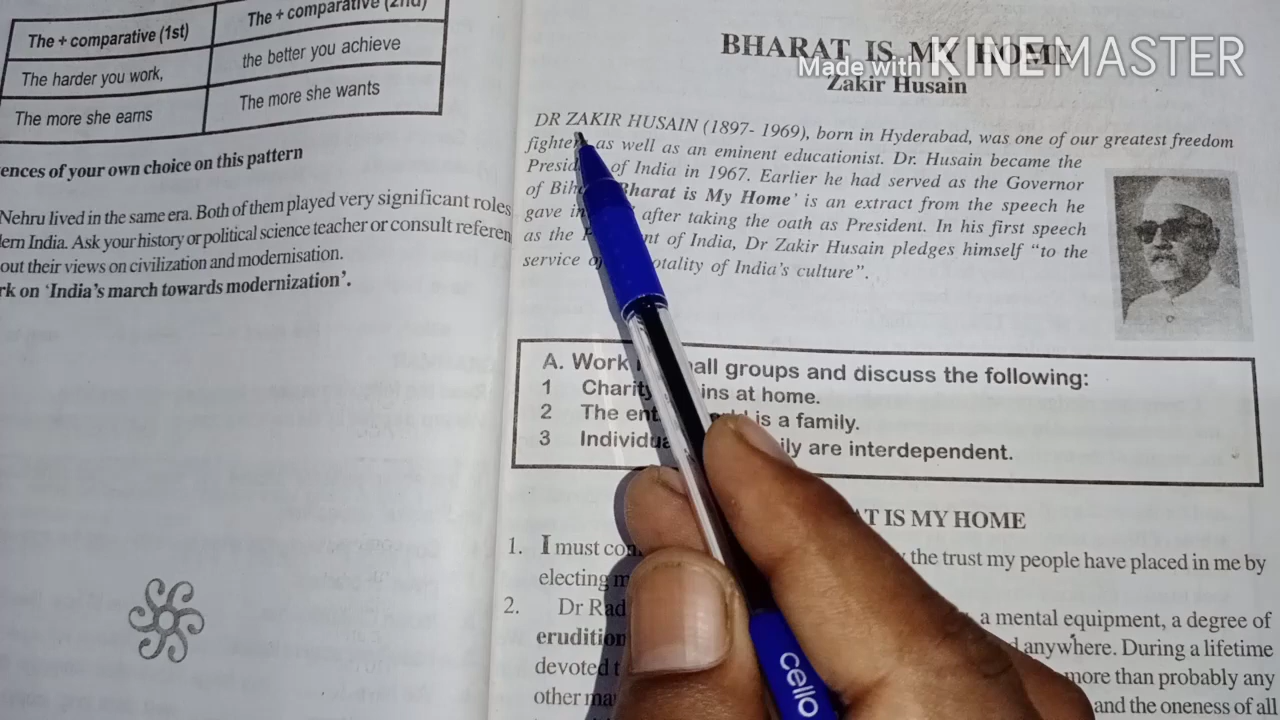 The + comparative (1st)
The + comparative (2nd)
The harder you work,
the better you achieve
The more she earns
The more she wants
ences of your own choice on this pattern
Nehru lived in the same era. Both of them played very significant roles
ern India. Ask your history or political science teacher or consult referen
out their views on civilization and modernisation.
rk on 'India's march towards modernization'.
BHARAT IS MY HOME
Made with KINEMASTER
Zakir Husain
DR ZAKIR HUSAIN (1897- 1969), born in Hyderabad, was one of our greatest freedom
as well as an eminent educationist. Dr. Husain became the
of India in 1967. Earlier he had served as the Governor
of Bharat is My Home' is an extract from the speech he
gave in after taking the oath as President. In his first speech
as the of India, Dr Zakir Husain pledges himself "to the
service otality of India's culture".
A. Work all groups and discuss the following:
1 Charity ins at home.
2 The is a family.
3 ily are interdependent.
T IS MY HOME
1. I must the trust my people have placed in me by
electing
2. Dr a mental equipment, a degree of
erudition anywhere. During a lifetime
devoted more than probably any
other and the oneness of all
cello